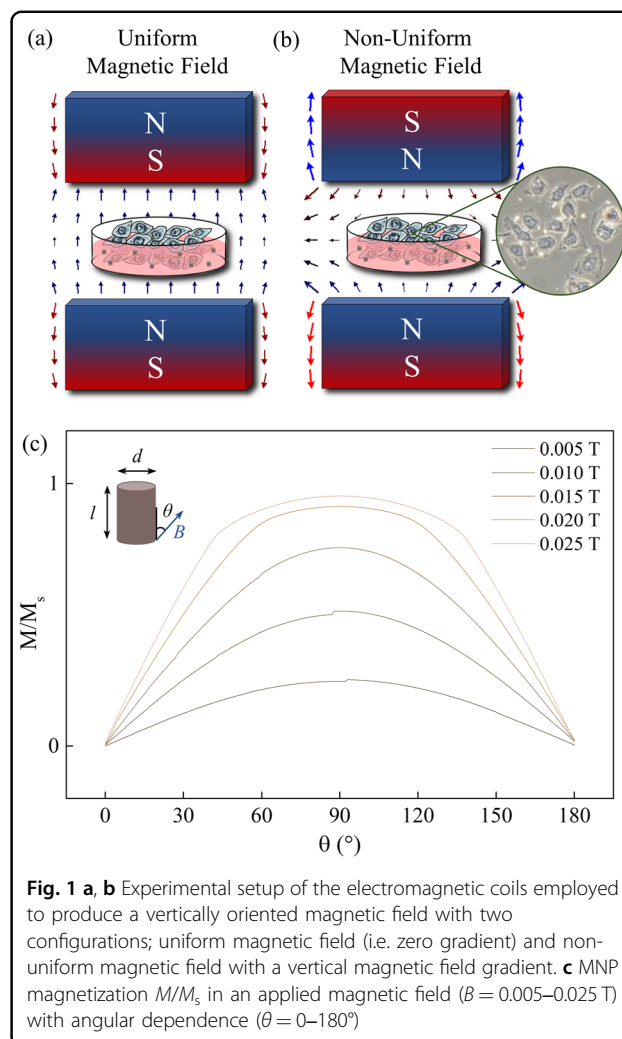 (a)
Uniform
Magnetic Field
N
S
N
S
(b)
Non-Uniform
Magnetic Field
S
N
N
S
(c)
d
l
θ
B
0.005 T
0.010 T
0.015 T
0.020 T
0.025 T
M/Ms
1
0
0 30 60 90 120 150 180
θ (°)
Fig. 1 a, b Experimental setup of the electromagnetic coils employed
to produce a vertically oriented magnetic field with two
configurations; uniform magnetic field (i.e. zero gradient) and non-
uniform magnetic field with a vertical magnetic field gradient. c MNP
magnetization M/Ms in an applied magnetic field (B = 0.005–0.025 T)
with angular dependence (θ = 0–180°)